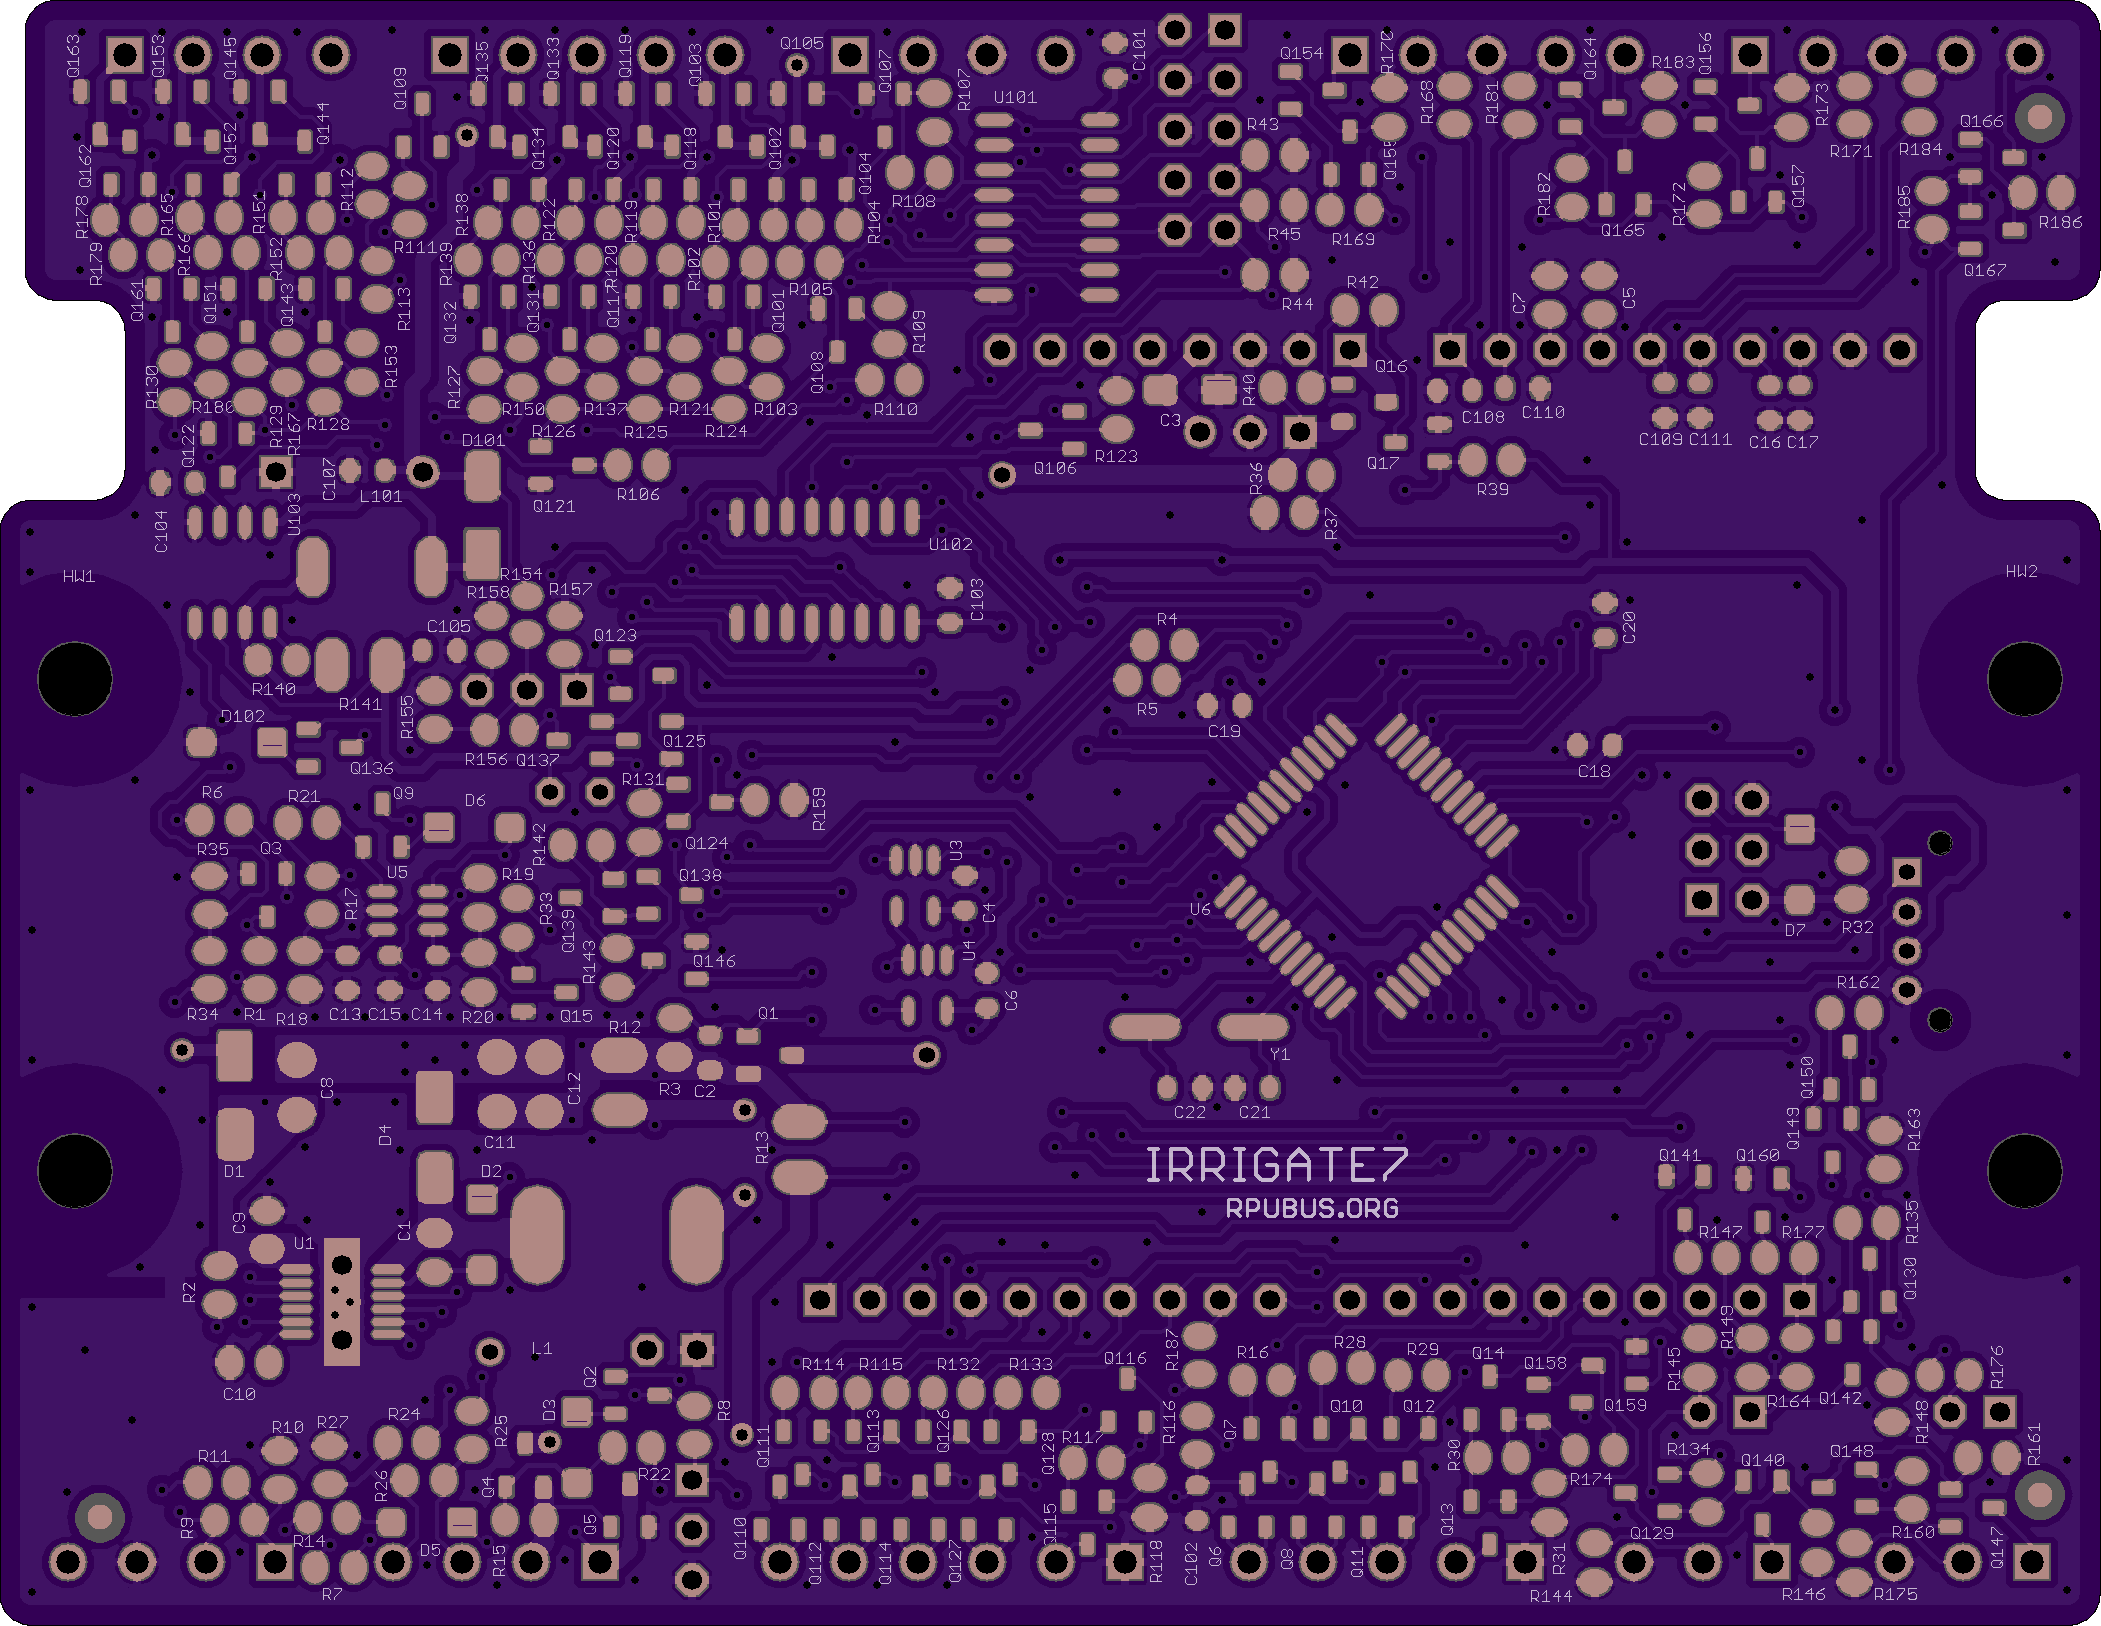 Q163 Q153 Q145 Q135 Q133 Q119 Q103 Q105 Q107 C101 Q154 R170 Q164 R183 Q156
Q109 R107 U101 R168 R181 R173 Q166
Q162 Q152 Q144 Q134 Q120 Q118 Q102 Q104 R43 Q155 R171 R184
R178 R165 R151 R112 R138 R122 R119 R101 R104 R108 R182 R172 Q157 R185
R179 R166 R152 R111 R139 R136 R120 R102 R105 R45 R169 Q165 R186
Q161 Q151 Q143 R113 Q132 Q131 Q117 Q101 R44 R42 C7 C5 Q167
R130 R153 R127 Q108 R109 Q16
R180 R129 R167 R128 R150 R137 R121 R103 R110 C3 R40 C108 C110
Q122 D101 R126 R125 R124 Q106 R123 Q17 C109 C111 C16 C17
C104 U103 C107 L101 Q121 R106 R36 R37 R39
U102
HW1 R154 R158 R157 C103 HW2
C105 Q123 R4 C20
R140 R141 R155 R5 C19
D102 Q136 R156 Q137 Q125 C18
R6 R21 Q9 D6 R131 R159
R35 Q3 U5 R142 Q124 U3
R17 R19 R33 Q139 Q138 C4 U6 D7 R32
R143 Q146 U4 R162
R34 R1 R18 C13 C15 C14 R20 Q15 R12 Q1 C6
C8 C12 R3 C2 Y1 Q150
D1 D4 C11 R13 C22 C21 Q149 R163
D2 Q141 Q160
IRRIGATE7
RPUBUS.ORG
C9 U1 C1 R147 R177 R135
R2 Q130
L1 R187 R149
C10 Q2 R114 R115 R132 R133 Q116 R16 R28 R29 Q14 Q158 R145 R176
D3 R8 R164 Q142 R148
R11 R10 R27 R24 R25 Q111 Q113 Q126 Q128 R117 R116 Q7 Q10 Q12 R30 Q159
R26 Q4 R22 R174 R134 Q140 Q148 R161
R9 R14 D5 R15 Q5 Q110 Q112 Q114 Q127 Q115 R118 C102 Q6 Q8 Q11 Q13 R31 Q129 R160 Q147
R7 R144 R146 R175